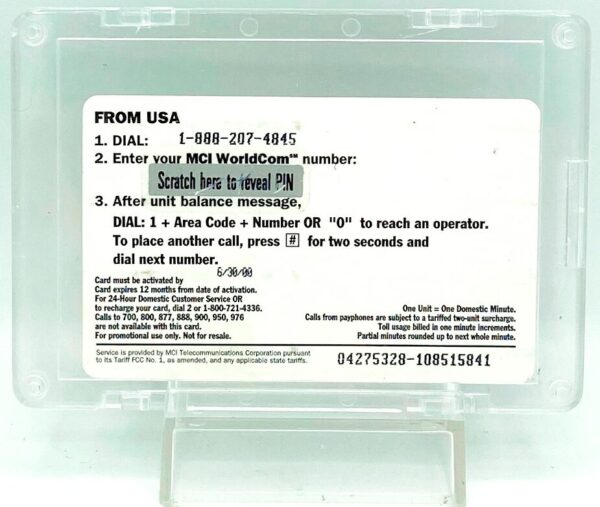 FROM USA
1. DIAL: 1-888-207-4845
2. Enter your MCI WorldCom℠ number:
Scratch here to reveal PIN
3. After unit balance message,
DIAL: 1 + Area Code + Number OR "0" to reach an operator.
To place another call, press # for two seconds and
dial next number.
6/30/00
Card must be activated by
Card expires 12 months from date of activation.
For 24-Hour Domestic Customer Service OR
to recharge your card, dial 2 or 1-800-721-4336.
Calls to 700, 800, 877, 888, 900, 950, 976
are not available with this card.
For promotional use only. Not for resale.
One Unit = One Domestic Minute.
Calls from payphones are subject to a tariffed two-unit surcharge.
Toll usage billed in one minute increments.
Partial minutes rounded up to next whole minute.
Service is provided by MCI Telecommunications Corporation pursuant
to its Tariff FCC No. 1, as amended, and any applicable state tariffs.
04275328-108515841